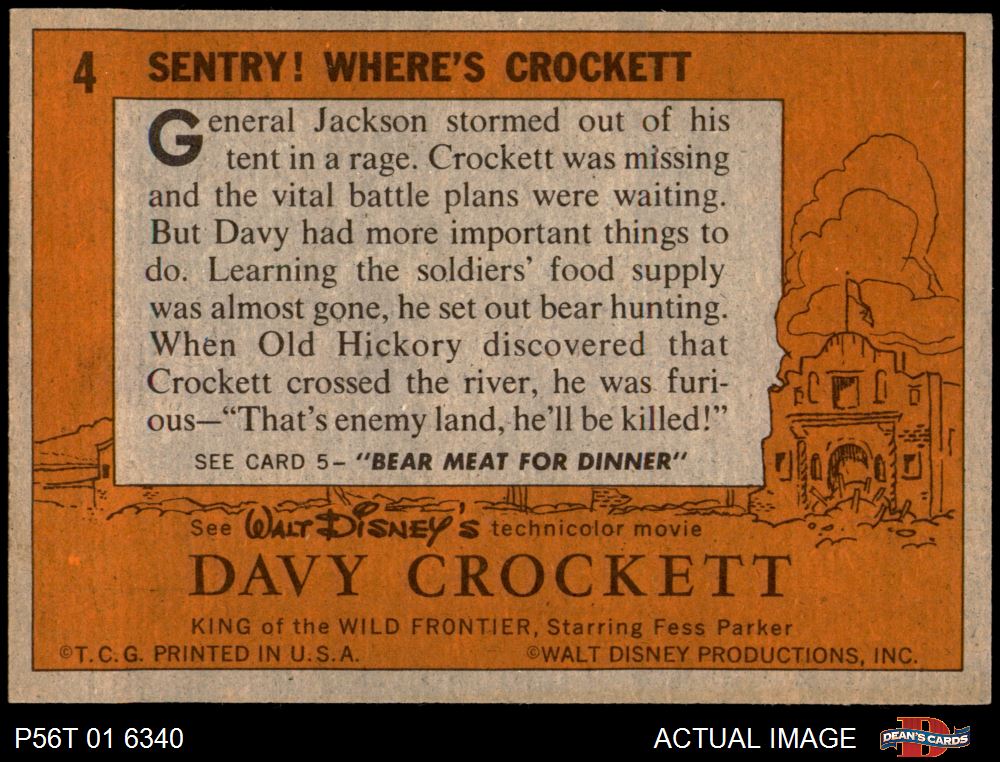 4 SENTRY! WHERE'S CROCKETT
General Jackson stormed out of his
tent in a rage. Crockett was missing
and the vital battle plans were waiting.
But Davy had more important things to
do. Learning the soldiers' food supply
was almost gone, he set out bear hunting.
When Old Hickory discovered that
Crockett crossed the river, he was furi-
ous—"That's enemy land, he'll be killed!"
SEE CARD 5– "BEAR MEAT FOR DINNER"
See WALT DISNEY'S technicolor movie
DAVY CROCKETT
KING of the WILD FRONTIER, Starring Fess Parker
©T.C.G. PRINTED IN U.S.A. ©WALT DISNEY PRODUCTIONS, INC.
P56T 01 6340 ACTUAL IMAGE D DEAN'S CARDS